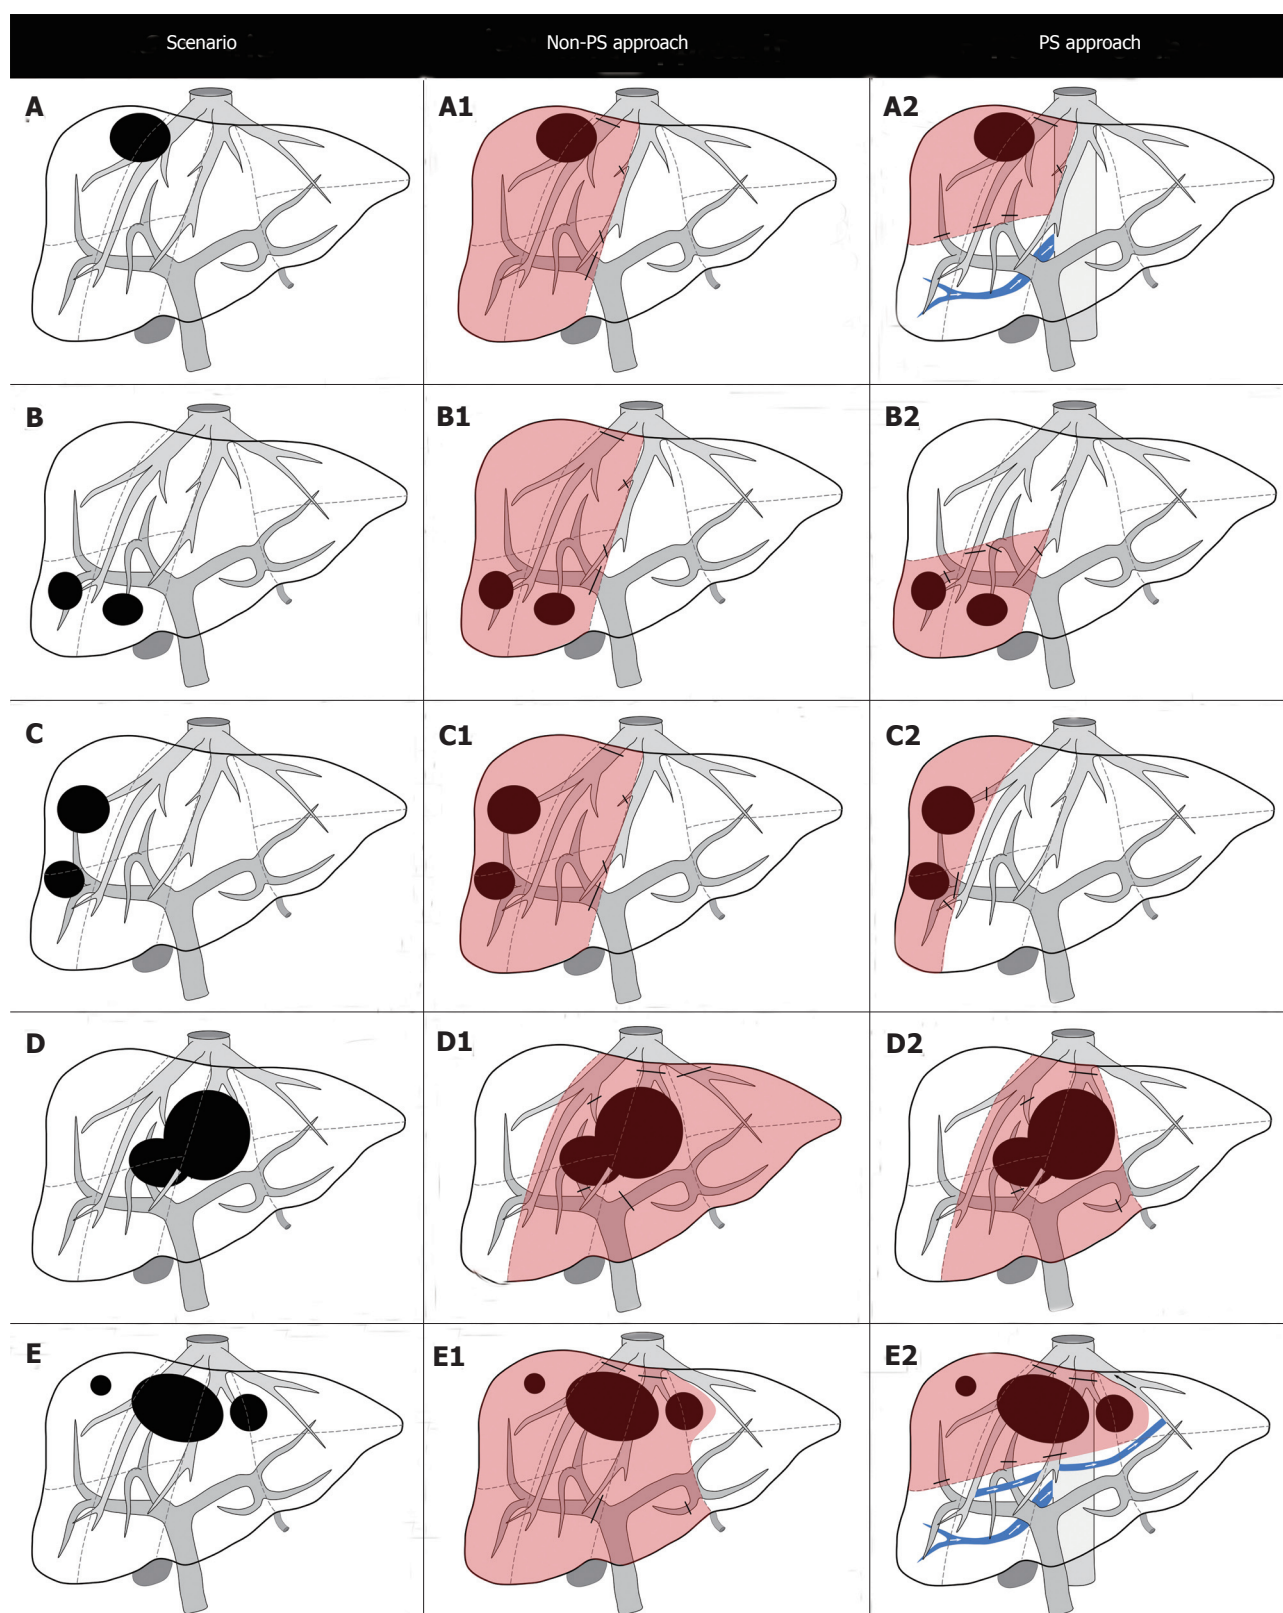 Scenario Non-PS approach PS approach
A A1 A2
B B1 B2
C C1 C2
D D1 D2
E E1 E2